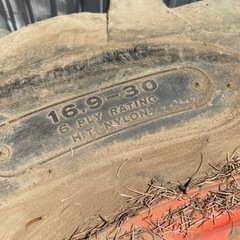 16.9-30
6 PLY RATING
H.T. NYLON.